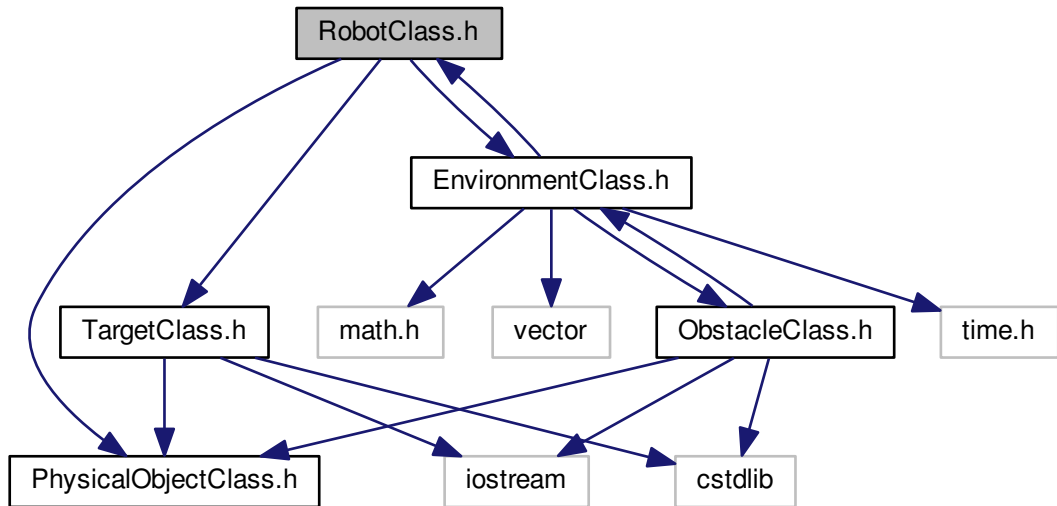 RobotClass.h
EnvironmentClass.h
TargetClass.h
math.h
vector
ObstacleClass.h
time.h
PhysicalObjectClass.h
iostream
cstdlib